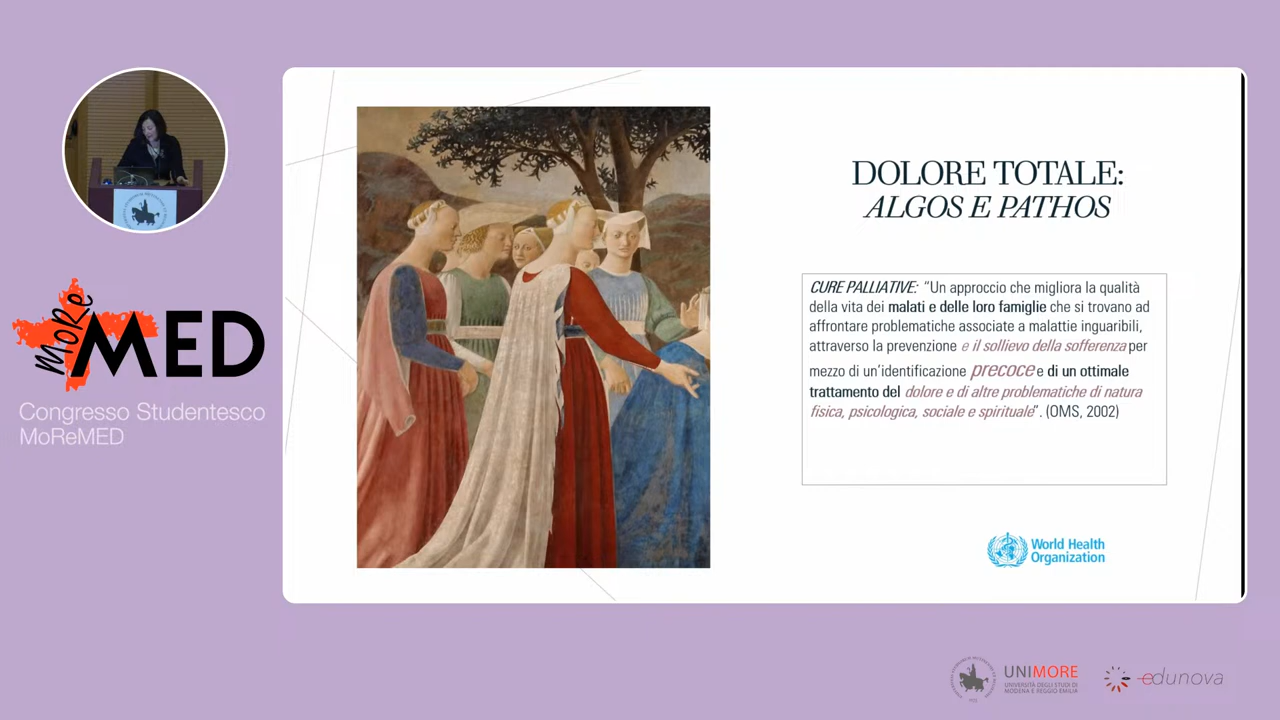 MoRe
MED
Congresso Studentesco
MoReMED
DOLORE TOTALE:
ALGOS E PATHOS
CURE PALLIATIVE: “Un approccio che migliora la qualità
della vita dei malati e delle loro famiglie che si trovano ad
affrontare problematiche associate a malattie inguaribili,
attraverso la prevenzione e il sollievo della sofferenza per
mezzo di un’identificazione precoce e di un ottimale
trattamento del dolore e di altre problematiche di natura
fisica, psicologica, sociale e spirituale”. (OMS, 2002)
World Health
Organization
UNIMORE
UNIVERSITÀ DEGLI STUDI DI
MODENA E REGGIO EMILIA
edunova